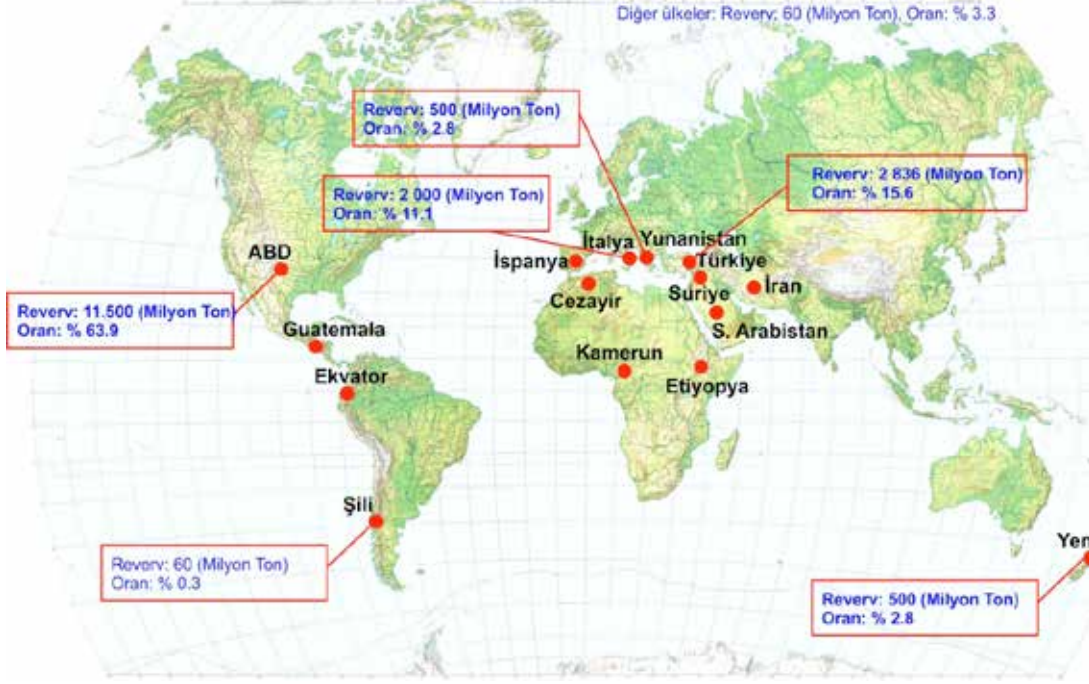 Diğer ülkeler: Reverv: 60 (Milyon Ton), Oran: % 3.3
Reverv: 500 (Milyon Ton)
Oran: % 2.8
Reverv: 2 836 (Milyon Ton)
Oran: % 15.6
Reverv: 2 000 (Milyon Ton)
Oran: % 11.1
İtalya
Yunanistan
ABD
İspanya
Türkiye
Cezayir
Suriye
İran
Reverv: 11.500 (Milyon Ton)
Oran: % 63.9
Guatemala
S. Arabistan
Kamerun
Ekvator
Etiyopya
Şili
Yen
Reverv: 60 (Milyon Ton)
Oran: % 0.3
Reverv: 500 (Milyon Ton)
Oran: % 2.8